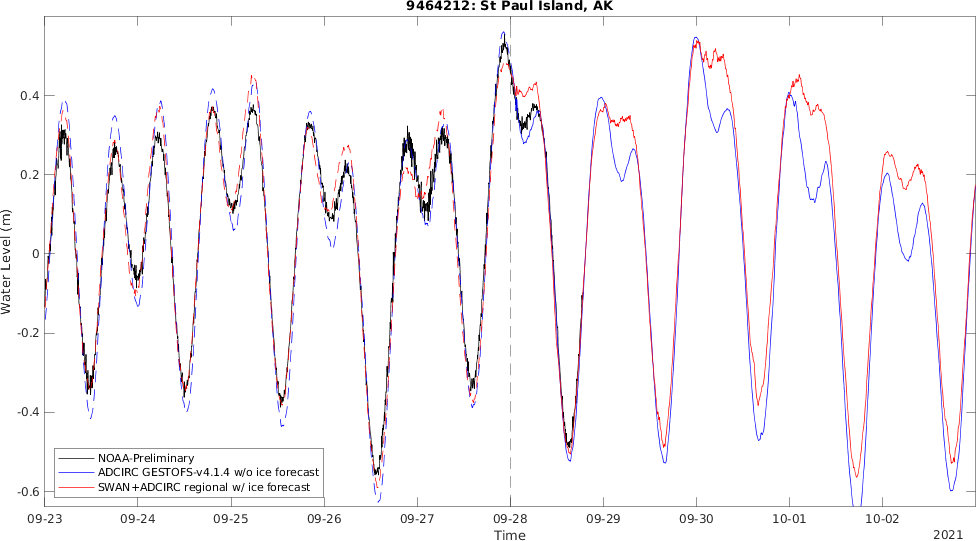 9464212: St Paul Island, AK
Water Level (m)
0.4
0.2
0
-0.2
-0.4
-0.6
NOAA-Preliminary
ADCIRC GESTOFS-v4.1.4 w/o ice forecast
SWAN+ADCIRC regional w/ ice forecast
09-23 09-24 09-25 09-26 09-27 09-28 09-29 09-30 10-01 10-02
Time
2021